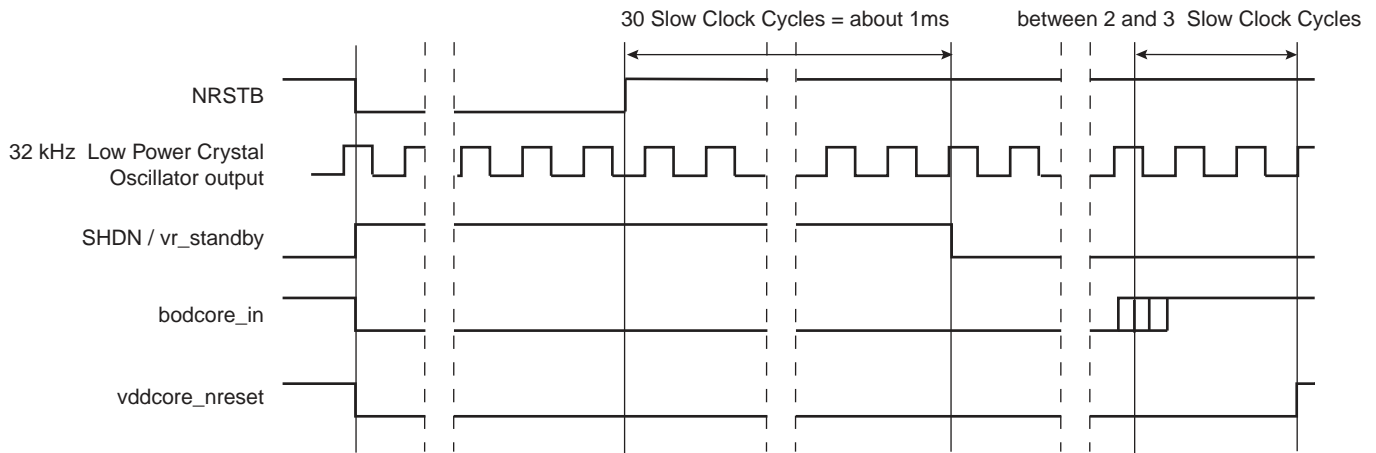 30 Slow Clock Cycles = about 1ms
between 2 and 3 Slow Clock Cycles
NRSTB
32 kHz Low Power Crystal
Oscillator output
SHDN / vr_standby
bodcore_in
vddcore_nreset